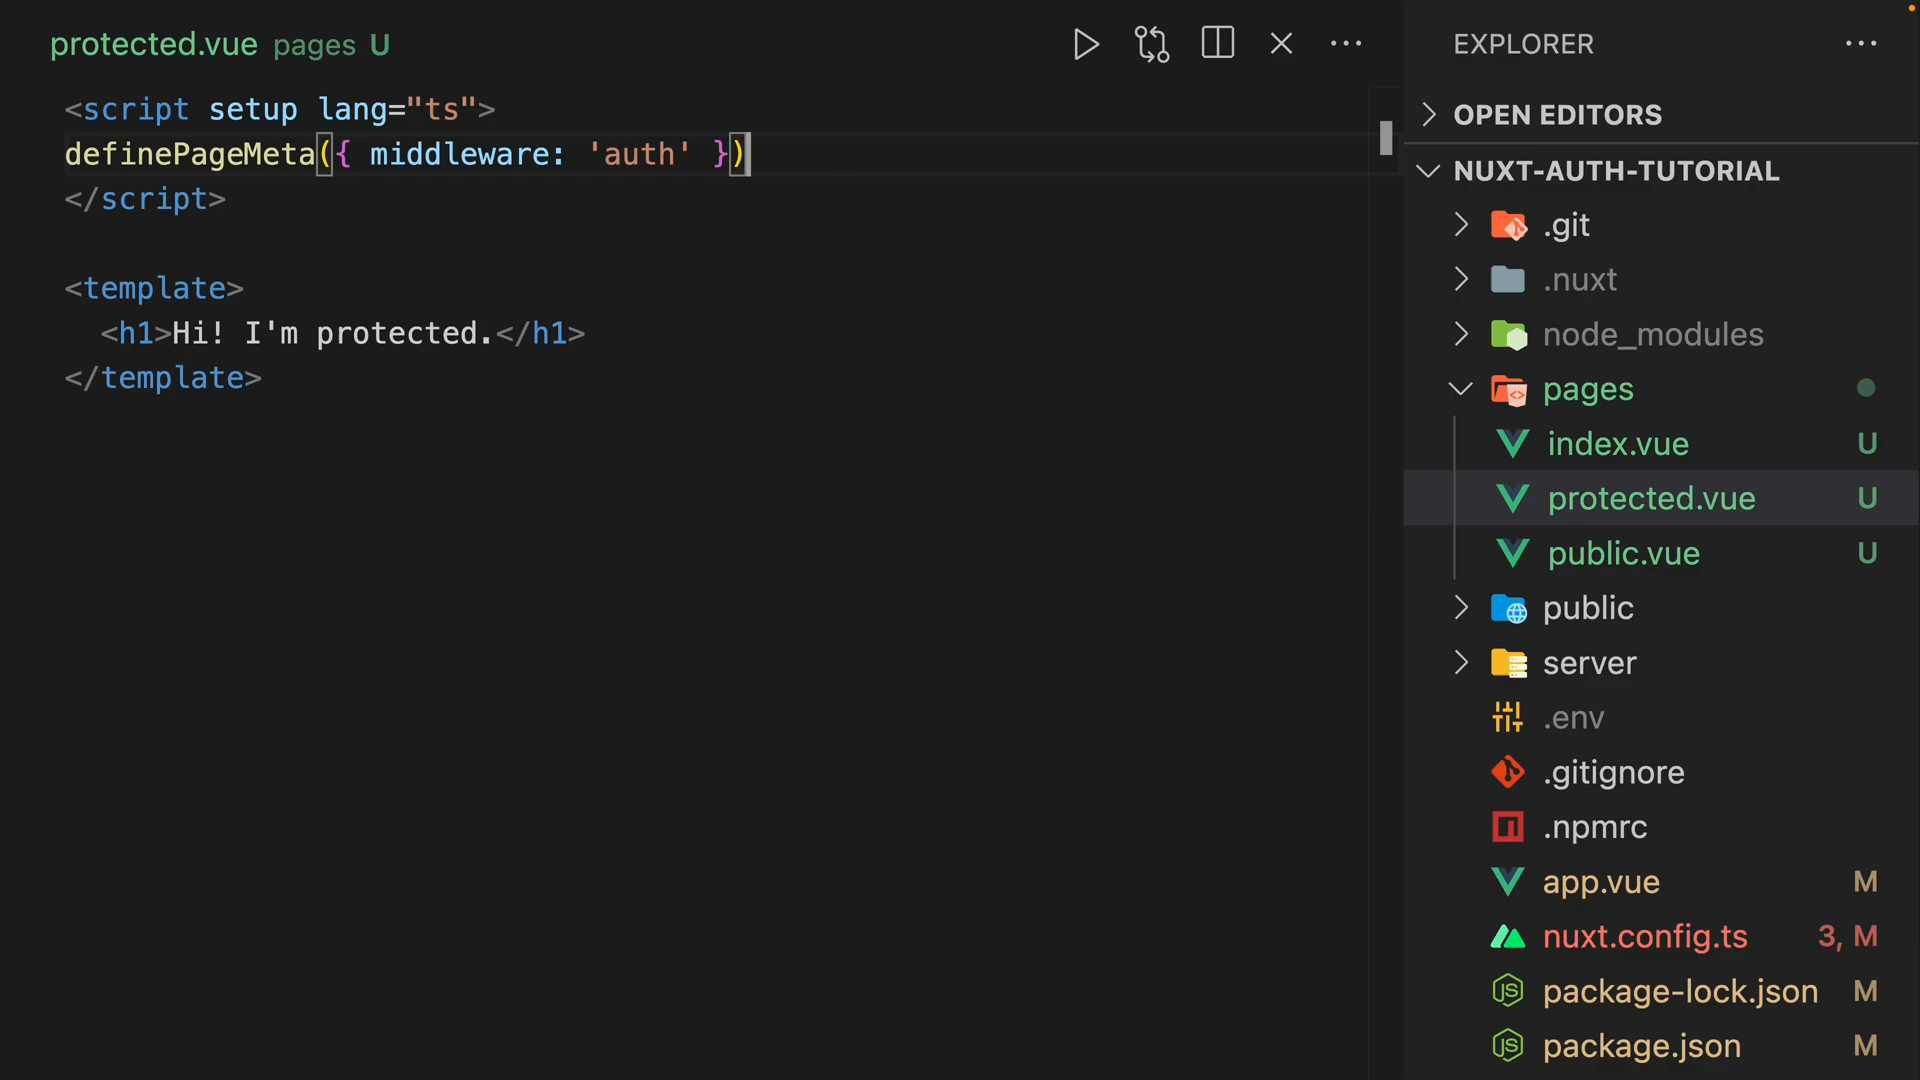 protected.vue pages U
<script setup lang="ts">
definePageMeta({ middleware: 'auth' })
</script>
<template>
<h1>Hi! I'm protected.</h1>
</template>
EXPLORER
OPEN EDITORS
NUXT-AUTH-TUTORIAL
.git
.nuxt
node_modules
pages
index.vue U
protected.vue U
public.vue U
public
server
.env
.gitignore
.npmrc
app.vue M
nuxt.config.ts 3, M
package-lock.json M
package.json M